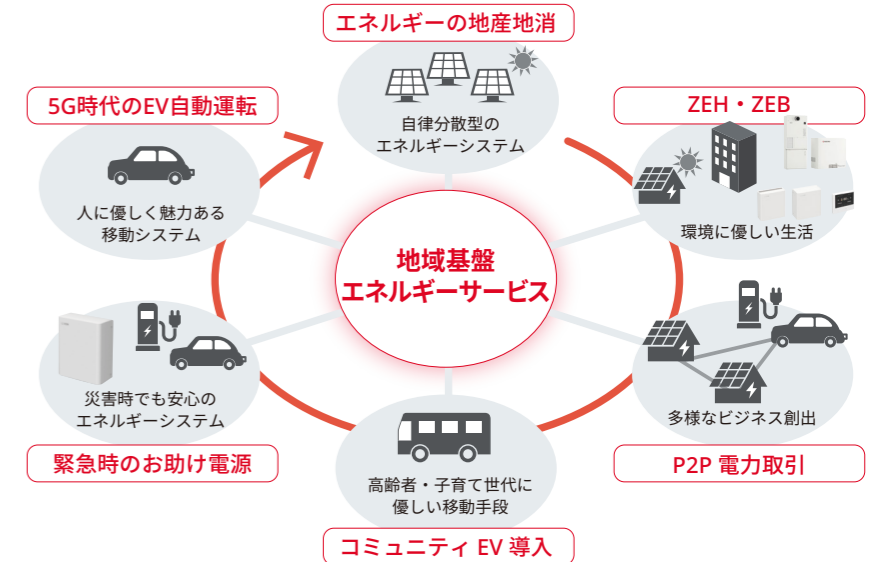 エネルギーの地産地消
自律分散型の
エネルギーシステム
ZEH・ZEB
環境に優しい生活
多様なビジネス創出
P2P 電力取引
高齢者・子育て世代に
優しい移動手段
コミュニティ EV 導入
災害時でも安心の
エネルギーシステム
緊急時のお助け電源
5G時代のEV自動運転
人に優しく魅力ある
移動システム
地域基盤
エネルギーサービス